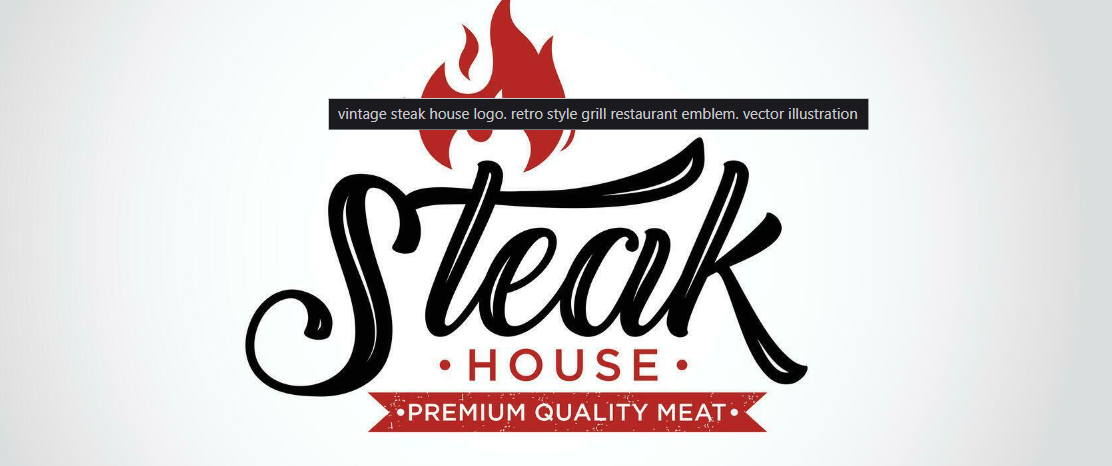 vintage steak house logo. retro style grill restaurant emblem. vector illustration
Steak
•HOUSE•
•PREMIUM QUALITY MEAT•